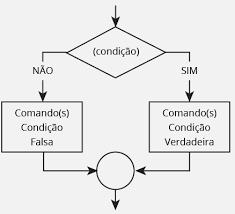 (condição)
NÃO
SIM
Comando(s)
Condição
Falsa
Comando(s)
Condição
Verdadeira